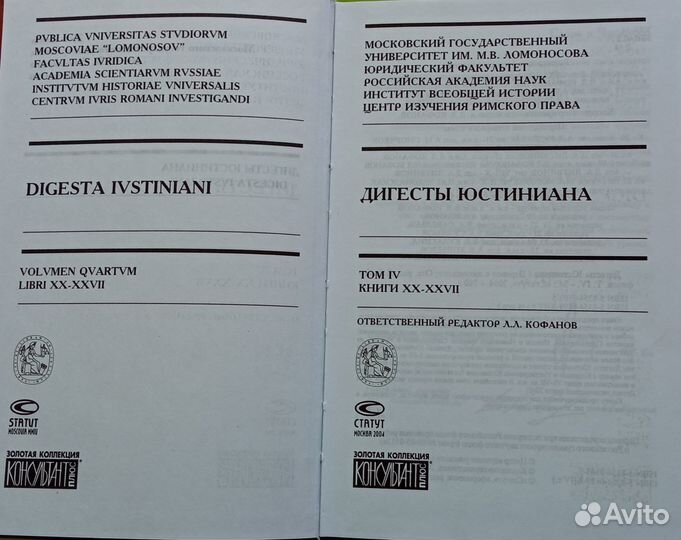 PVBLICA VNIVERSITAS STVDIORVM
MOSCOVIAE "LOMONOSOV"
FACVLTAS IVRIDICA
ACADEMIA SCIENTIARVM RVSSIAE
INSTITVTVM HISTORIAE VNIVERSALIS
CENTRVM IVRIS ROMANI INVESTIGANDI
DIGESTA IVSTINIANI
VOLVMEN QVARTVM
LIBRI XX-XXVII
STATUT
MOSCOVIA MMIV
ЗОЛОТАЯ КОЛЛЕКЦИЯ
КОНСУЛЬТАНТ
ПЛЮС
МОСКОВСКИЙ ГОСУДАРСТВЕННЫЙ
УНИВЕРСИТЕТ ИМ. М.В. ЛОМОНОСОВА
ЮРИДИЧЕСКИЙ ФАКУЛЬТЕТ
РОССИЙСКАЯ АКАДЕМИЯ НАУК
ИНСТИТУТ ВСЕОБЩЕЙ ИСТОРИИ
ЦЕНТР ИЗУЧЕНИЯ РИМСКОГО ПРАВА
ДИГЕСТЫ ЮСТИНИАНА
ТОМ IV
КНИГИ XX-XXVII
ОТВЕТСТВЕННЫЙ РЕДАКТОР Л.Л. КОФАНОВ
СТАТУТ
МОСКВА 2004
ЗОЛОТАЯ КОЛЛЕКЦИЯ
КОНСУЛЬТАНТ
ПЛЮС
Avito